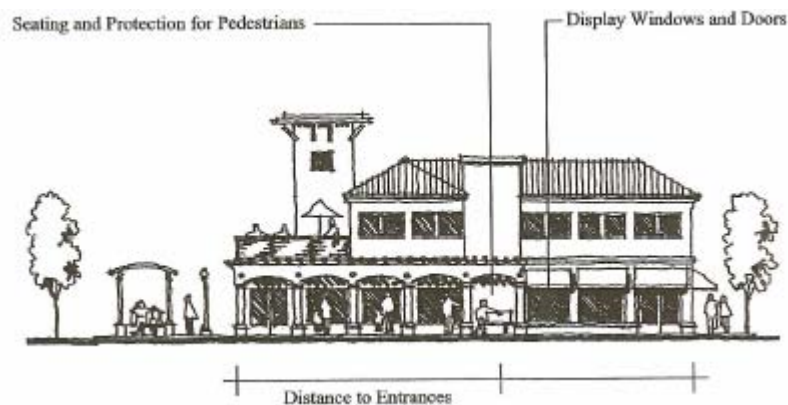 Seating and Protection for Pedestrians
Display Windows and Doors
Distance to Entrances